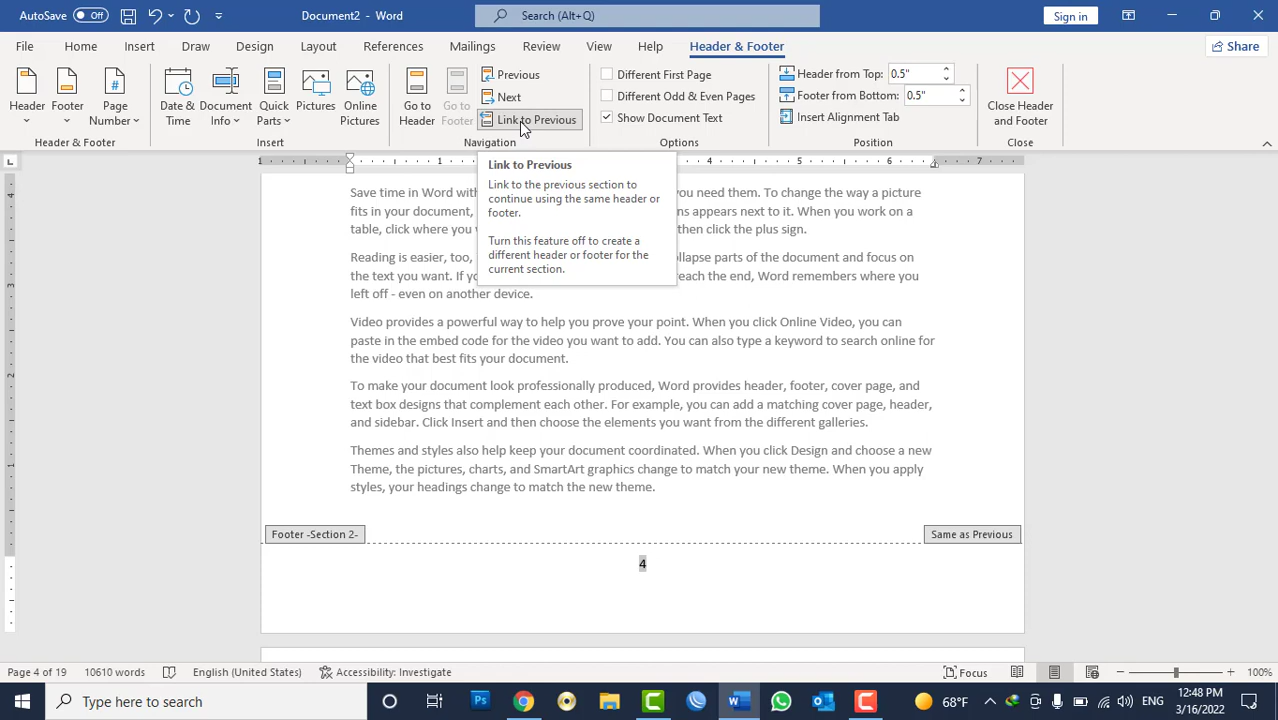 AutoSave Off Document2 - Word Search (Alt+Q) Sign in
File Home Insert Draw Design Layout References Mailings Review View Help Header & Footer Share
Header Footer Page Number
Header & Footer
Date & Time Document Info Quick Parts Pictures Online Pictures
Insert
Go to Header Go to Footer Previous Next Link to Previous
Navigation
Different First Page
Different Odd & Even Pages
Show Document Text
Options
Header from Top: 0.5"
Footer from Bottom: 0.5"
Insert Alignment Tab
Position
Close Header and Footer
Close
Link to Previous
Link to the previous section to
continue using the same header or
footer.
Turn this feature off to create a
different header or footer for the
current section.
1 1 4 5 6 7
4
3
2
1
Save time in Word with you need them. To change the way a picture
fits in your document, ns appears next to it. When you work on a
table, click where you then click the plus sign.
Reading is easier, too, collapse parts of the document and focus on
the text you want. If yo reach the end, Word remembers where you
left off - even on another device.
Video provides a powerful way to help you prove your point. When you click Online Video, you can
paste in the embed code for the video you want to add. You can also type a keyword to search online for
the video that best fits your document.
To make your document look professionally produced, Word provides header, footer, cover page, and
text box designs that complement each other. For example, you can add a matching cover page, header,
and sidebar. Click Insert and then choose the elements you want from the different galleries.
Themes and styles also help keep your document coordinated. When you click Design and choose a new
Theme, the pictures, charts, and SmartArt graphics change to match your new theme. When you apply
styles, your headings change to match the new theme.
Footer -Section 2- Same as Previous
4
Page 4 of 19 10610 words English (United States) Accessibility: Investigate Focus 100%
Type here to search Ps 68°F ENG 12:48 PM
3/16/2022